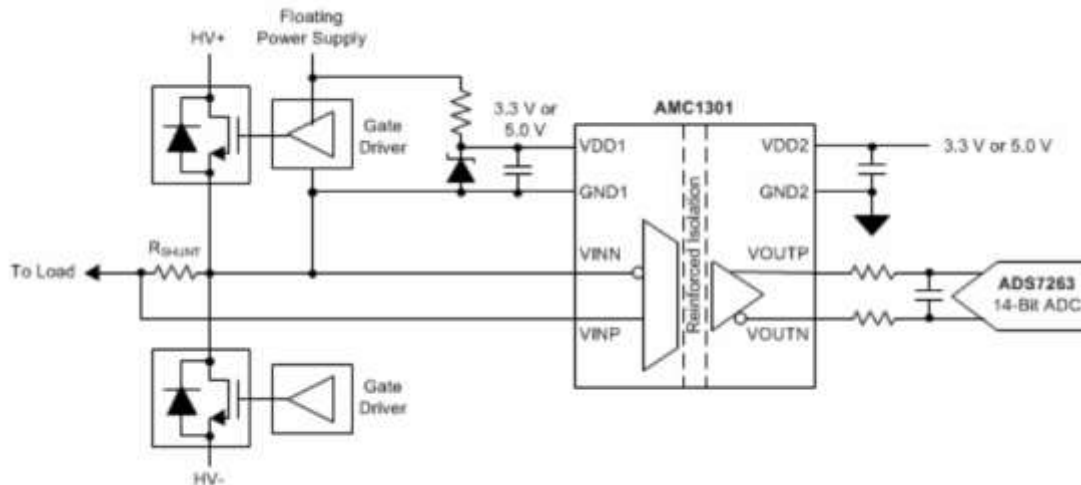 Floating
Power Supply
HV+
Gate
Driver
3.3 V or
5.0 V
AMC1301
VDD1
VDD2
3.3 V or 5.0 V
GND1
GND2
Reinforced Isolation
RSHUNT
To Load
VINN
VOUTP
ADS7263
14-Bit ADC
VINP
VOUTN
Gate
Driver
HV-